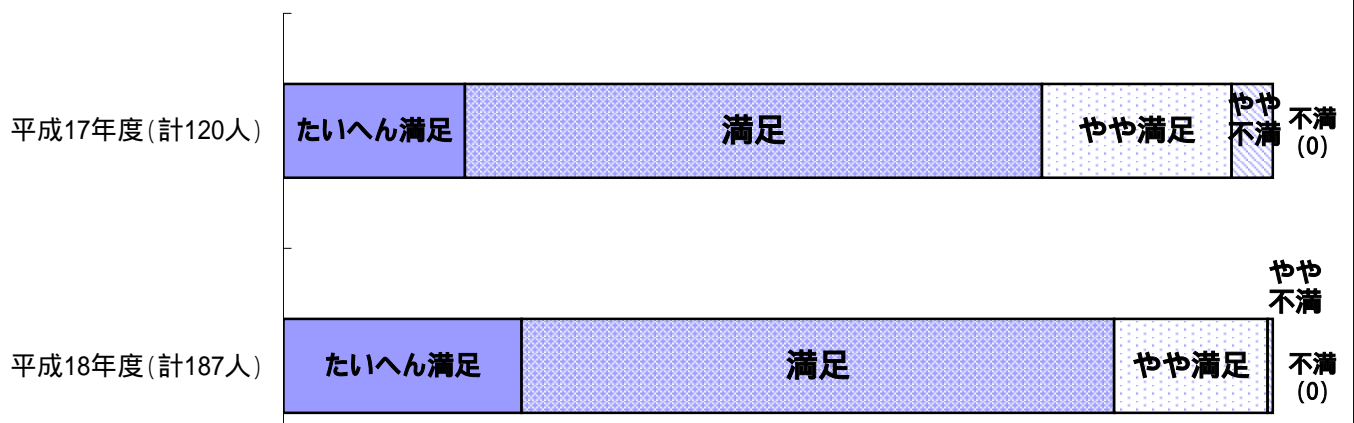 平成17年度(計120人)
たいへん満足
満足
やや満足
やや
不満
不満
(0)
やや
不満
平成18年度(計187人)
たいへん満足
満足
やや満足
不満
(0)